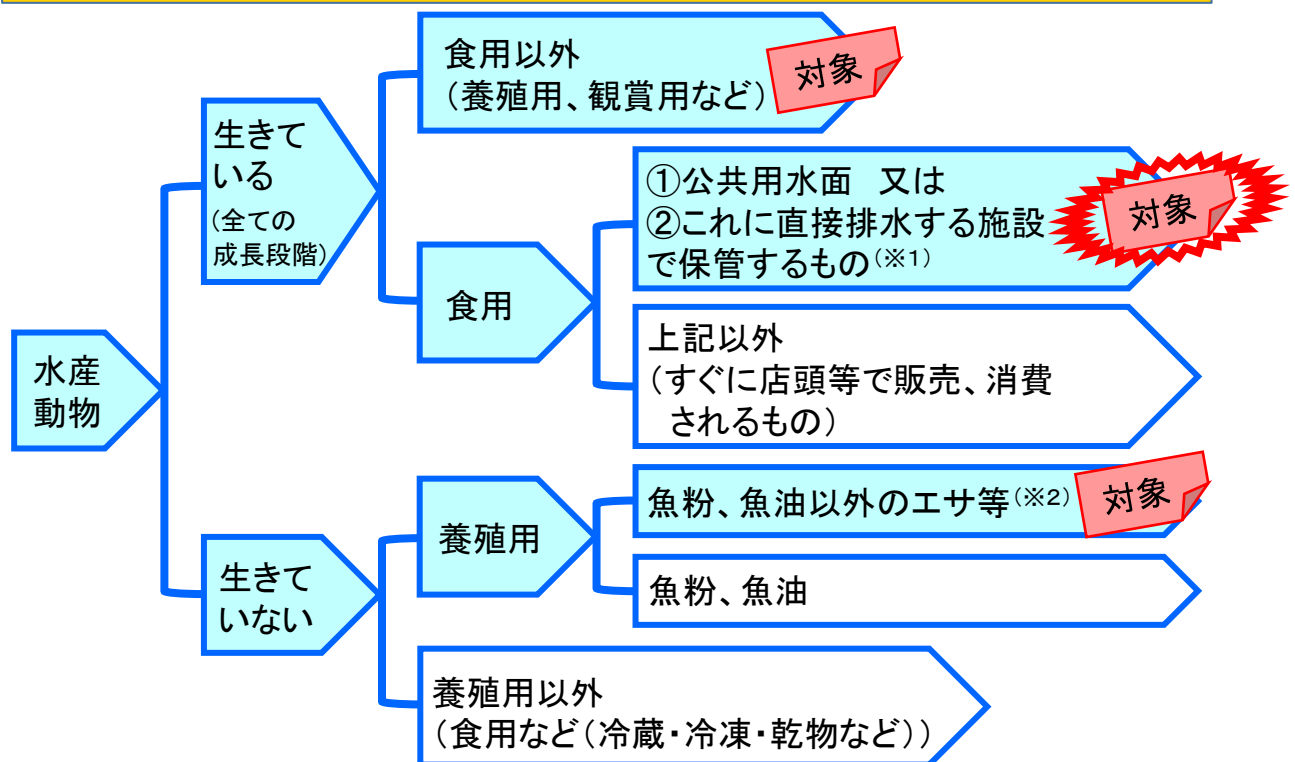 食用以外
（養殖用、観賞用など）
対象
生きて
いる
（全ての
成長段階）
①公共用水面　又は
②これに直接排水する施設
で保管するもの（※1）
対象
食用
上記以外
（すぐに店頭等で販売、消費
されるもの）
水産
動物
魚粉、魚油以外のエサ等（※2）
対象
養殖用
魚粉、魚油
生きて
いない
養殖用以外
（食用など（冷蔵・冷凍・乾物など））